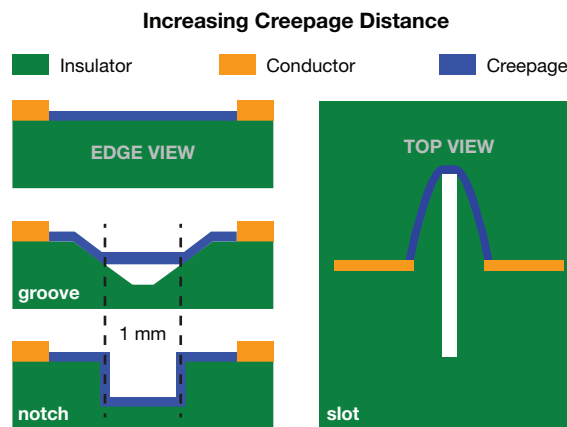 Increasing Creepage Distance
Insulator
Conductor
Creepage
EDGE VIEW
groove
1 mm
notch
TOP VIEW
slot